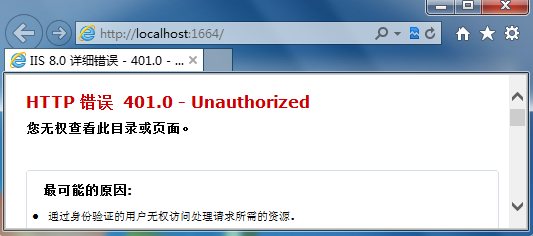 http://localhost:1664/
IIS 8.0 详细错误 - 401.0 - ...
HTTP 错误 401.0 - Unauthorized
您无权查看此目录或页面。
最可能的原因:
• 通过身份验证的用户无权访问处理请求所需的资源。